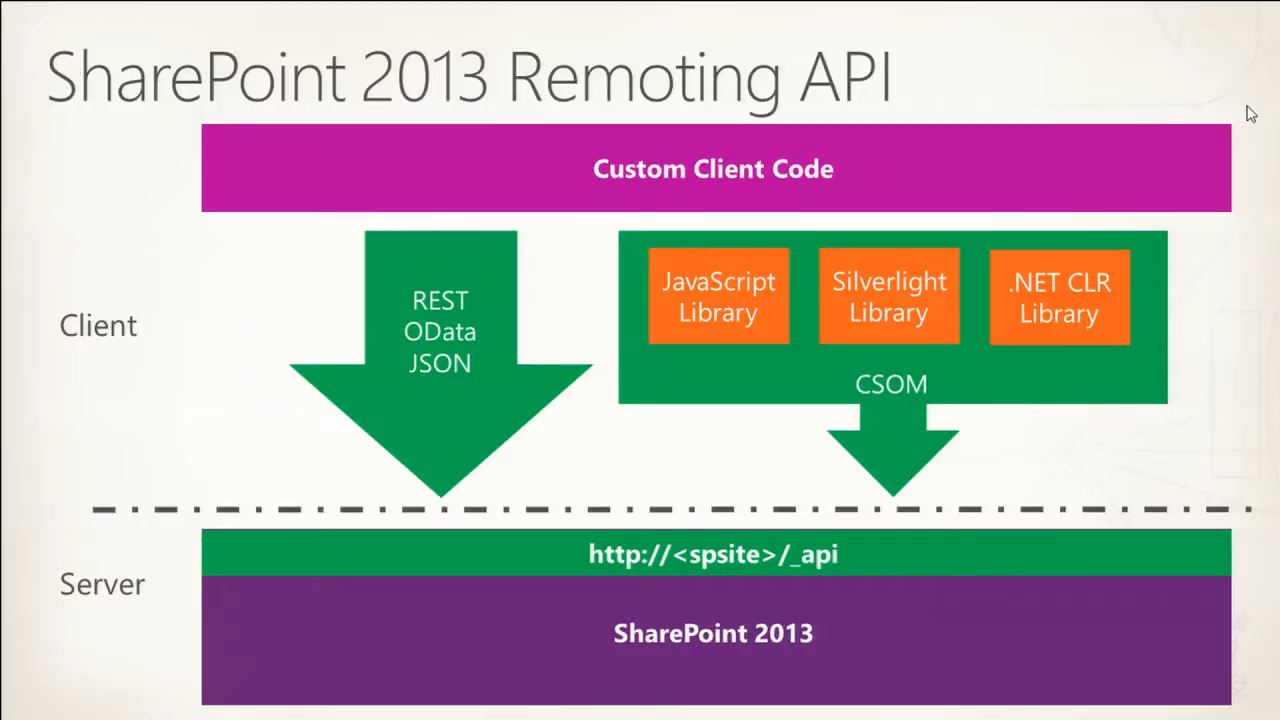 SharePoint 2013 Remoting API
Custom Client Code
Client
REST
OData
JSON
JavaScript
Library
Silverlight
Library
.NET CLR
Library
CSOM
Server
http://<spsite>/_api
SharePoint 2013